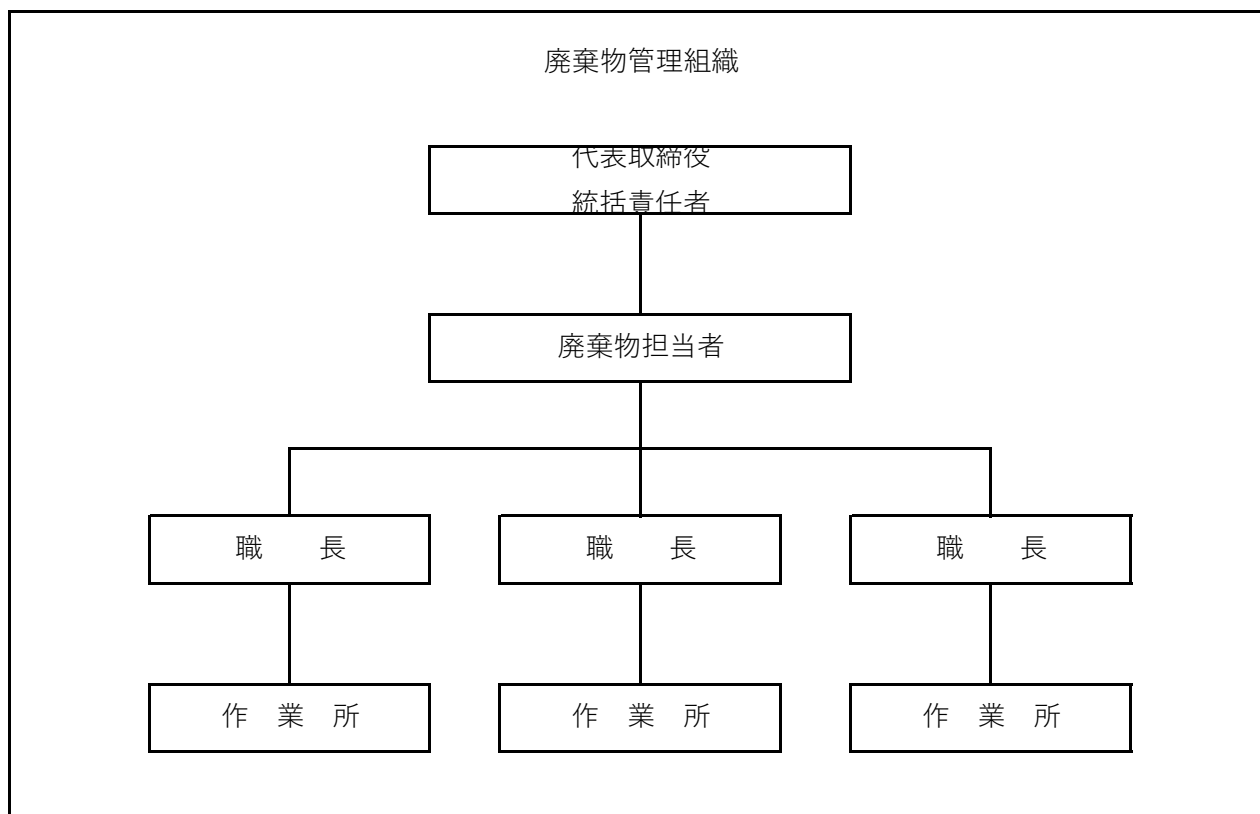 廃棄物管理組織
代表取締役
統括責任者
廃棄物担当者
職　　長
職　　長
職　　長
作　業　所
作　業　所
作　業　所